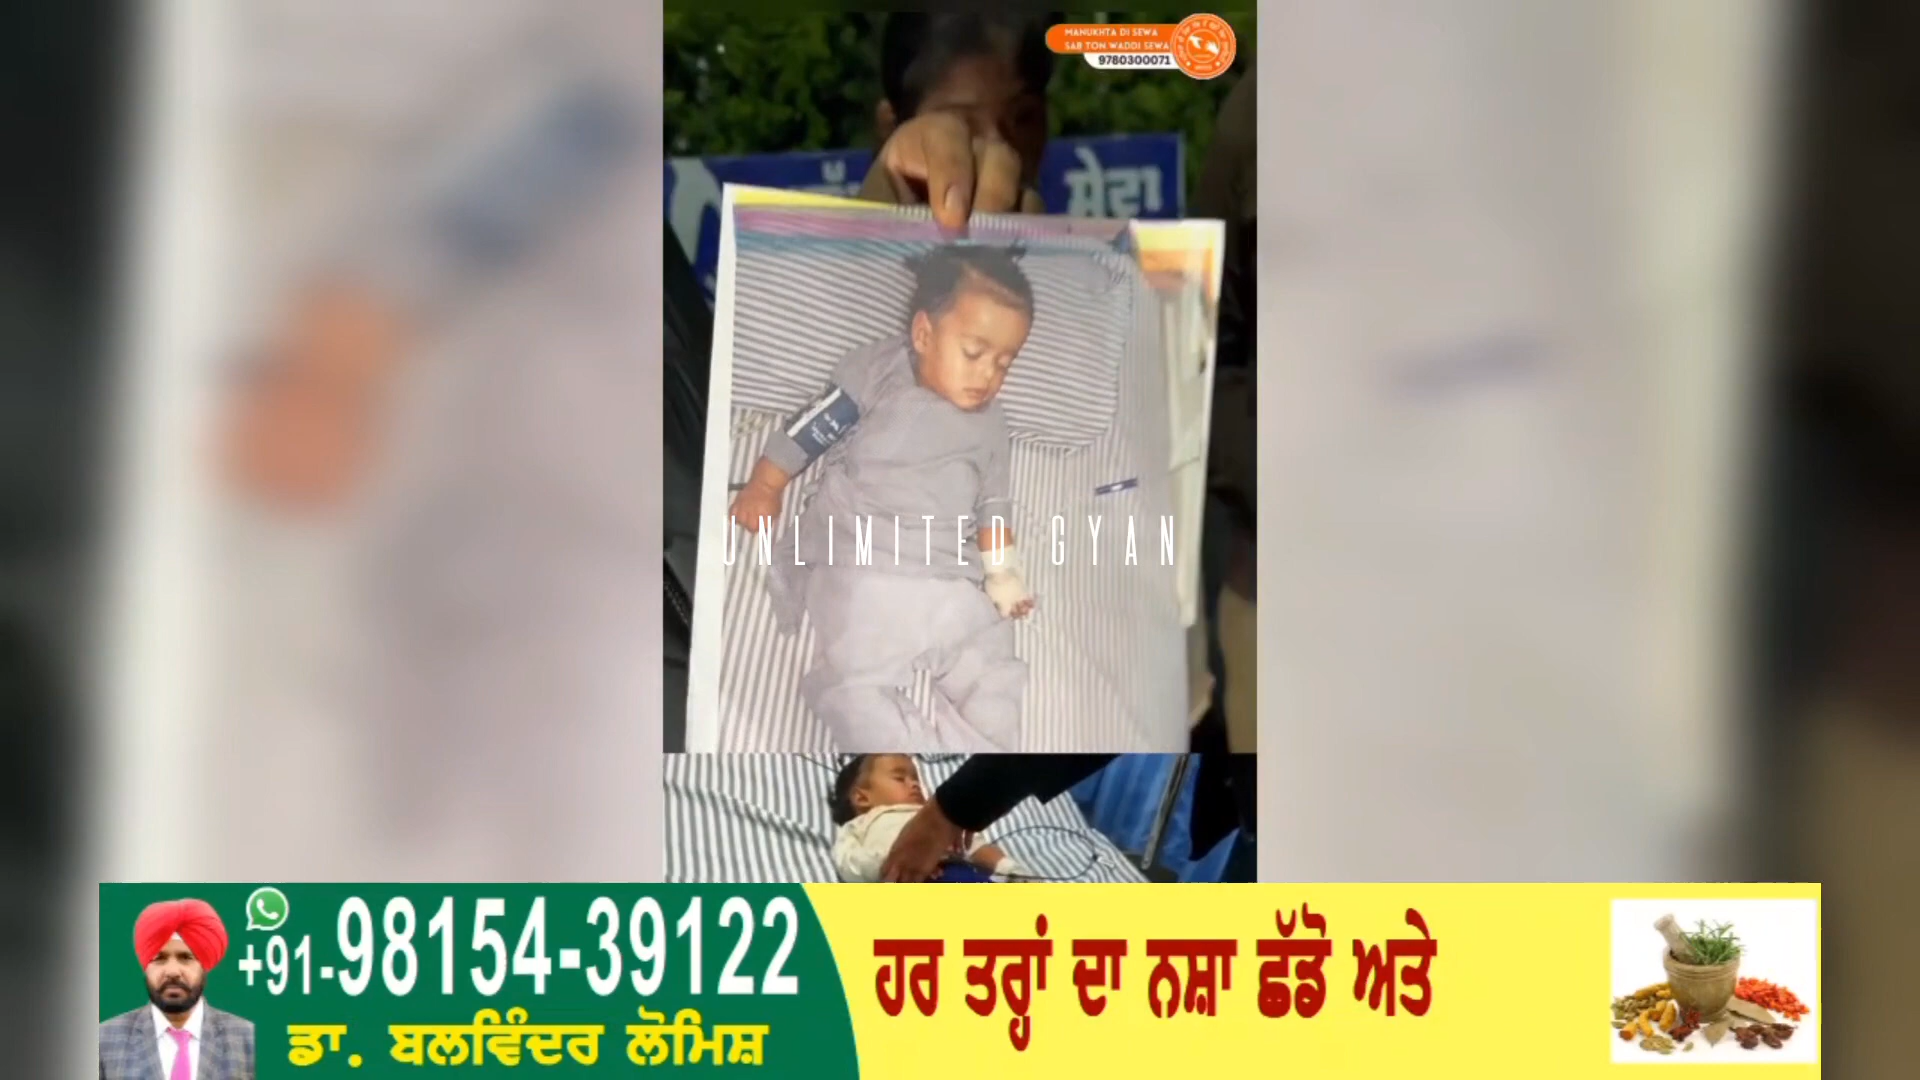 MANUKHTA DI SEWA
SAB TON WADDI SEWA
9780300071
ਸੇਵਾ
UNLIMITED GYAN
+91-98154-39122
ਡਾ. ਬਲਵਿੰਦਰ ਲੋਮਿਸ਼
ਹਰ ਤਰ੍ਹਾਂ ਦਾ ਨਸ਼ਾ ਛੱਡੋ ਅਤੇ